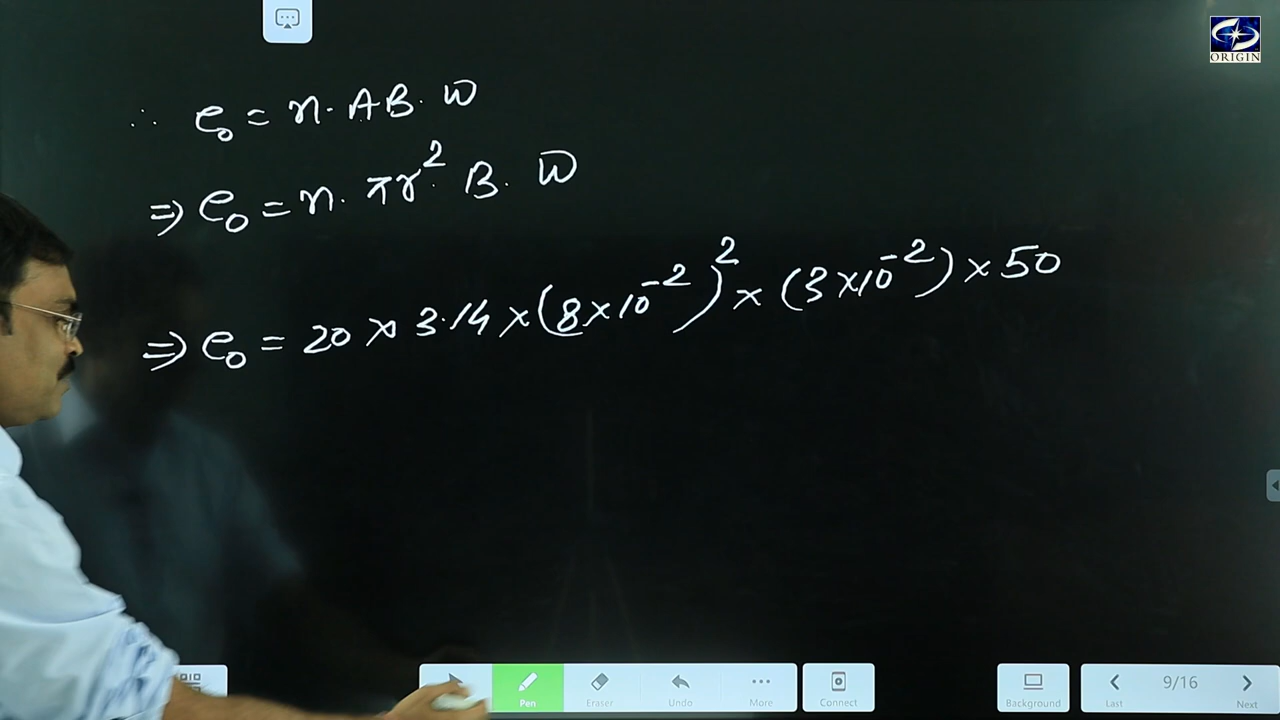 ORIGIN
∴ e₀ = n. AB. ω
⇒ e₀ = n. πr². B. ω
⇒ e₀ = 20 × 3.14 × (8×10⁻²)² × (3×10⁻²) × 50
Pen Eraser Undo More Connect Background Last 9/16 Next